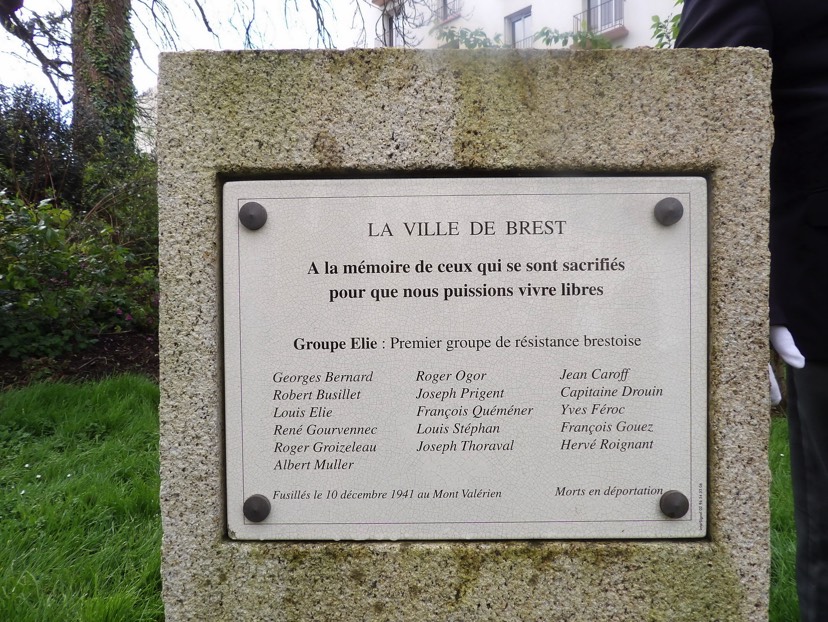 LA VILLE DE BREST
A la mémoire de ceux qui se sont sacrifiés
pour que nous puissions vivre libres
Groupe Elie : Premier groupe de résistance brestoise
Georges Bernard
Robert Busillet
Louis Elie
René Gourvennec
Roger Groizeleau
Albert Muller
Roger Ogor
Joseph Prigent
François Quéméner
Louis Stéphan
Joseph Thoraval
Fusillés le 10 décembre 1941 au Mont Valérien
Jean Caroff
Capitaine Drouin
Yves Féroc
François Gouez
Hervé Roignant
Morts en déportation